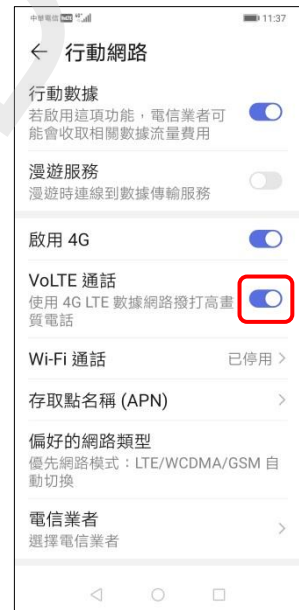 中華電信 11:37
← 行動網路
行動數據
若啟用這項功能，電信業者可
能會收取相關數據流量費用
漫遊服務
漫遊時連線到數據傳輸服務
啟用 4G
VoLTE 通話
使用 4G LTE 數據網路撥打高畫
質電話
Wi-Fi 通話 已停用
存取點名稱 (APN)
偏好的網路類型
優先網路模式：LTE/WCDMA/GSM 自
動切換
電信業者
選擇電信業者